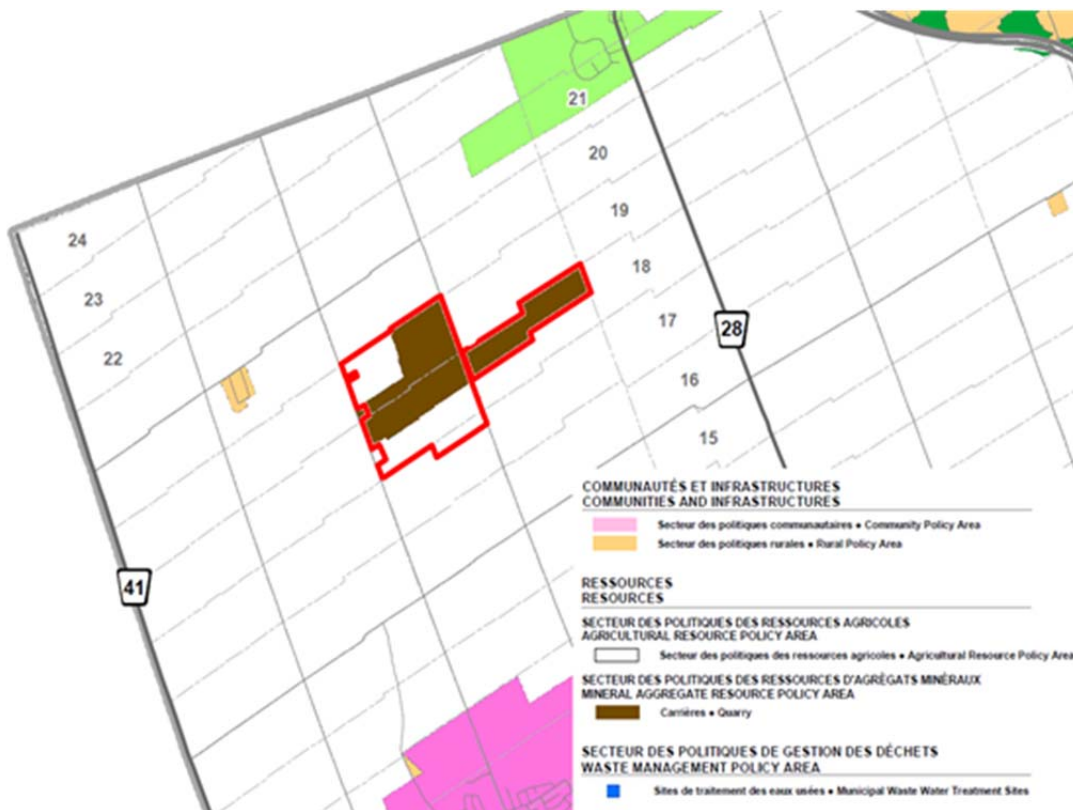 21
20
19
18
17
16
15
24
23
22
28
41
COMMUNAUTÉS ET INFRASTRUCTURES
COMMUNITIES AND INFRASTRUCTURES
Secteur des politiques communautaires • Community Policy Area
Secteur des politiques rurales • Rural Policy Area
RESSOURCES
RESOURCES
SECTEUR DES POLITIQUES DES RESSOURCES AGRICOLES
AGRICULTURAL RESOURCE POLICY AREA
Secteur des politiques des ressources agricoles • Agricultural Resource Policy Area
SECTEUR DES POLITIQUES DES RESSOURCES D'AGRÉGATS MINÉRAUX
MINERAL AGGREGATE RESOURCE POLICY AREA
Carrières • Quarry
SECTEUR DES POLITIQUES DE GESTION DES DÉCHETS
WASTE MANAGEMENT POLICY AREA
Sites de traitement des eaux usées • Municipal Waste Water Treatment Sites